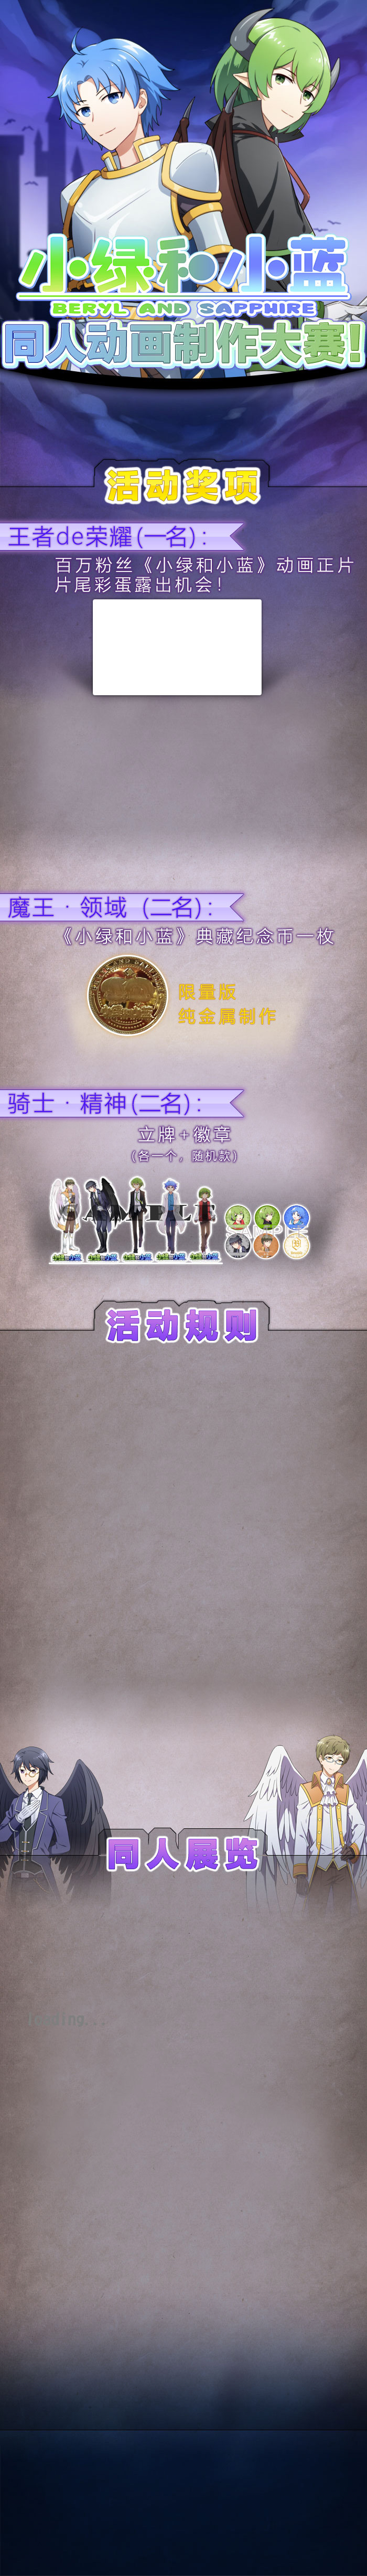 小绿和小蓝
BERYL AND SAPPHIRE
同人动画制作大赛!
活动奖项
王者de荣耀(一名):
百万粉丝《小绿和小蓝》动画正片
片尾彩蛋露出机会!
魔王·领域 (二名):
《小绿和小蓝》典藏纪念币一枚
限量版
纯金属制作
骑士·精神(二名):
立牌+徽章
(各一个, 随机款)
活动规则
同人展览
loading...